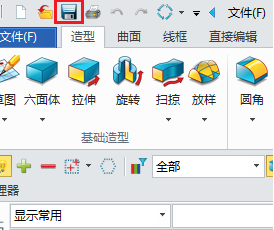 文件(F)
文件(F) 造型 曲面 线框 直接编辑
草图 六面体 拉伸 旋转 扫掠 放样 圆角
基础造型
全部
理器
显示常用